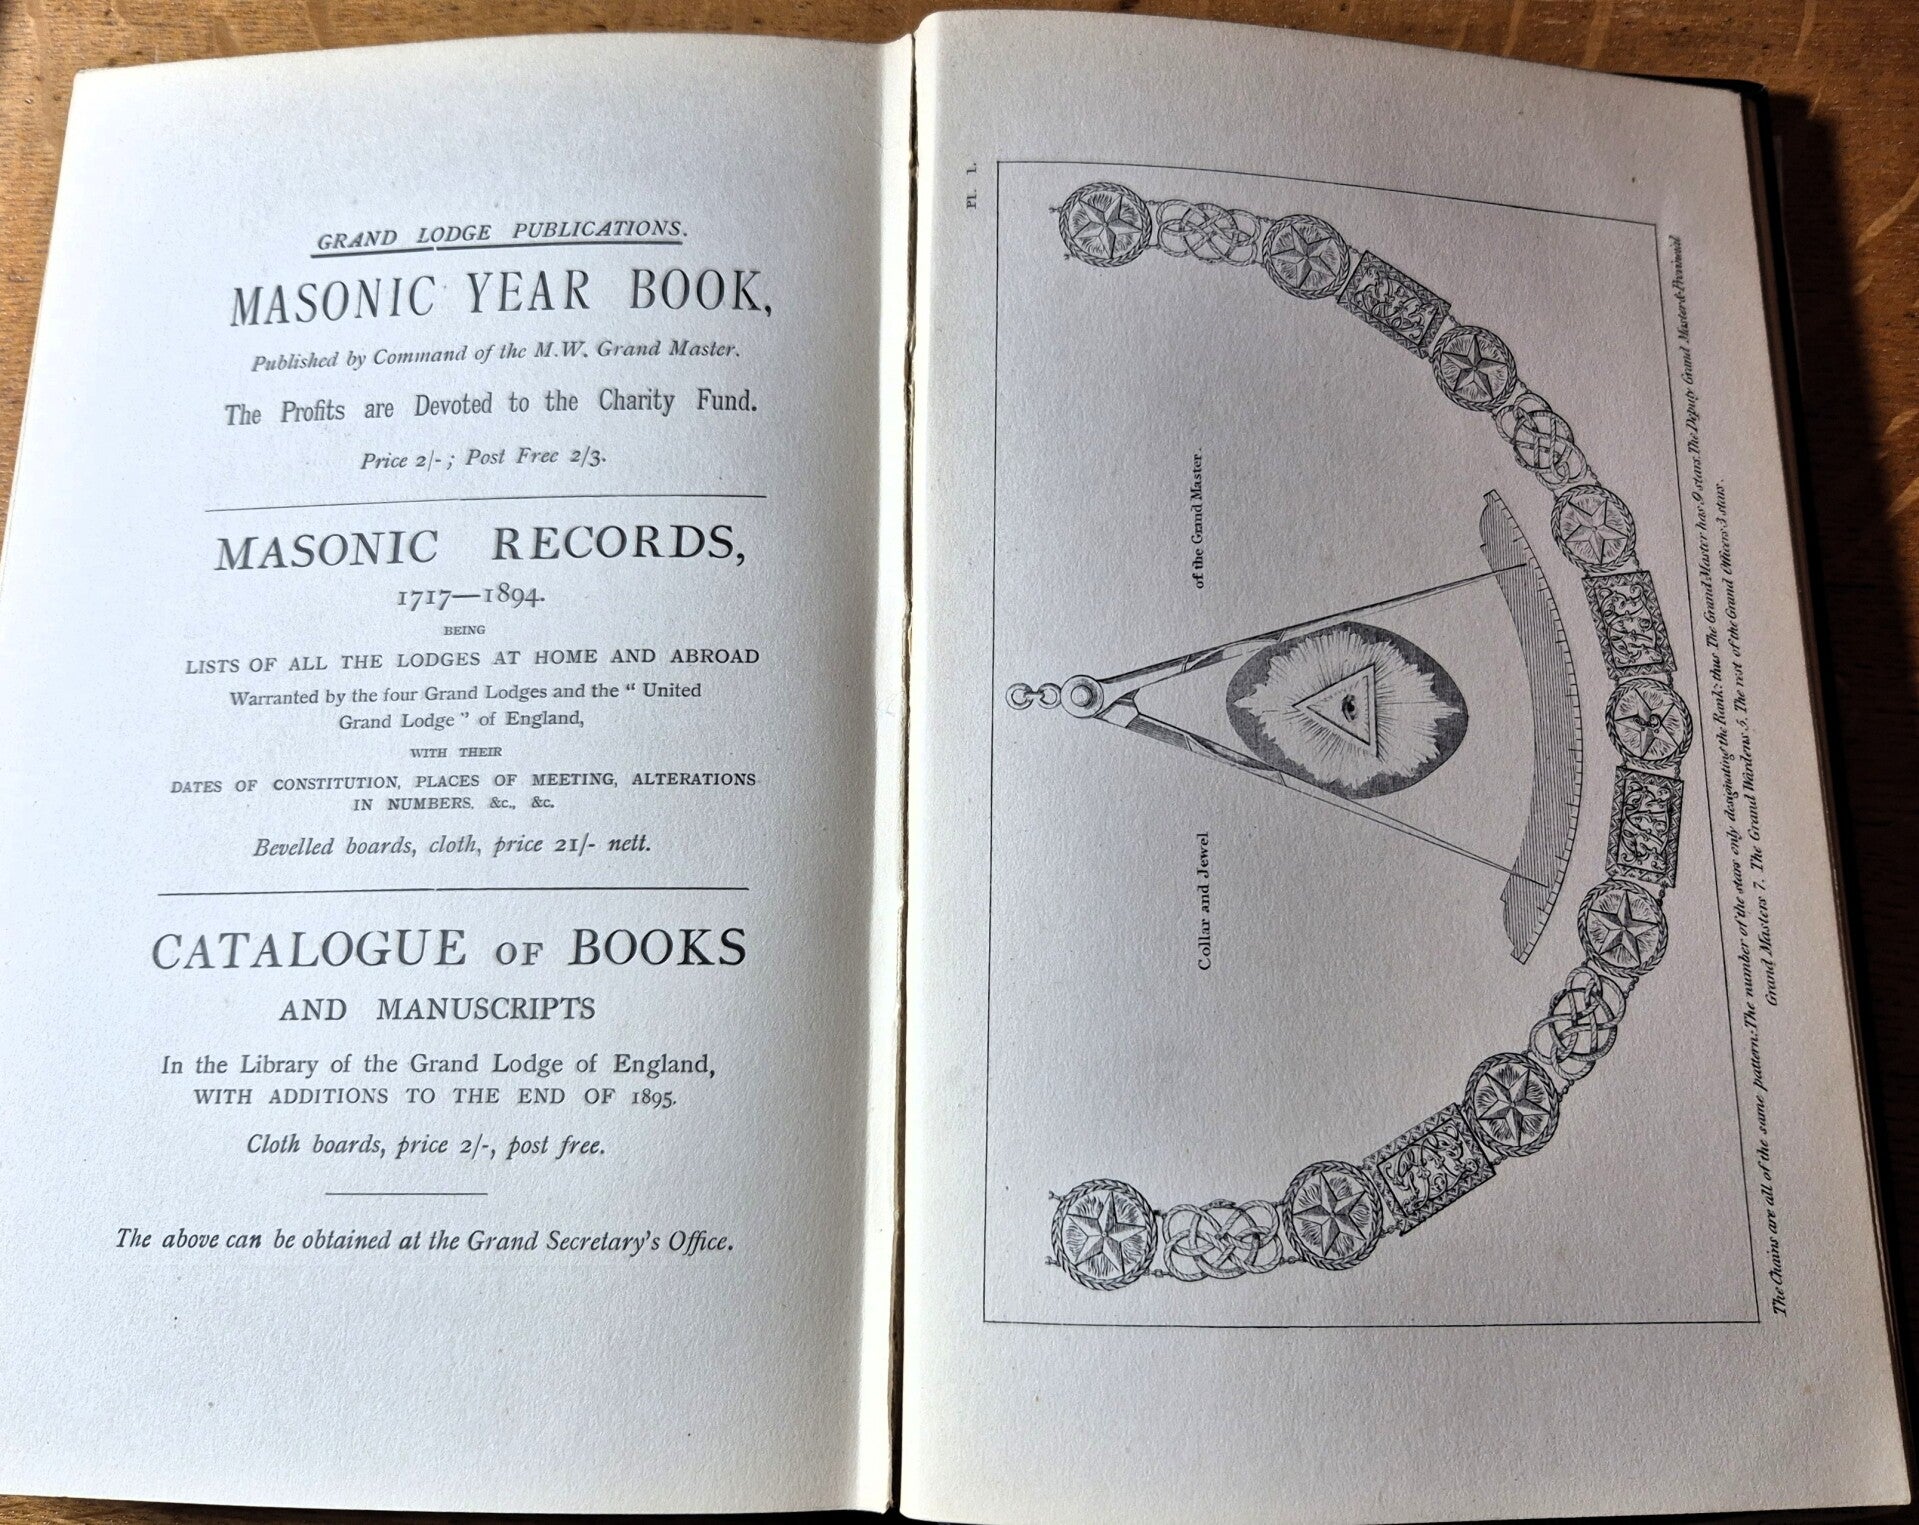 GRAND LODGE PUBLICATIONS.
MASONIC YEAR BOOK,
Published by Command of the M.W. Grand Master.
The Profits are Devoted to the Charity Fund.
Price 2/- ; Post Free 2/3.
MASONIC RECORDS,
1717—1894.
BEING
LISTS OF ALL THE LODGES AT HOME AND ABROAD
Warranted by the four Grand Lodges and the “ United
Grand Lodge ” of England,
WITH THEIR
DATES OF CONSTITUTION, PLACES OF MEETING, ALTERATIONS
IN NUMBERS, &c., &c.
Bevelled boards, cloth, price 21/- nett.
CATALOGUE OF BOOKS
AND MANUSCRIPTS
In the Library of the Grand Lodge of England,
WITH ADDITIONS TO THE END OF 1895.
Cloth boards, price 2/-, post free.
The above can be obtained at the Grand Secretary's Office.
Pl. 1.
Collar and Jewel of the Grand Master.
The Chains are all of the same pattern: The number of the stars only designating the Rank: thus The Grand Master has 9 stars. The Deputy Grand Master & Provincial
Grand Masters 7. The Grand Wardens 5. The rest of the Grand Officers 3 stars.